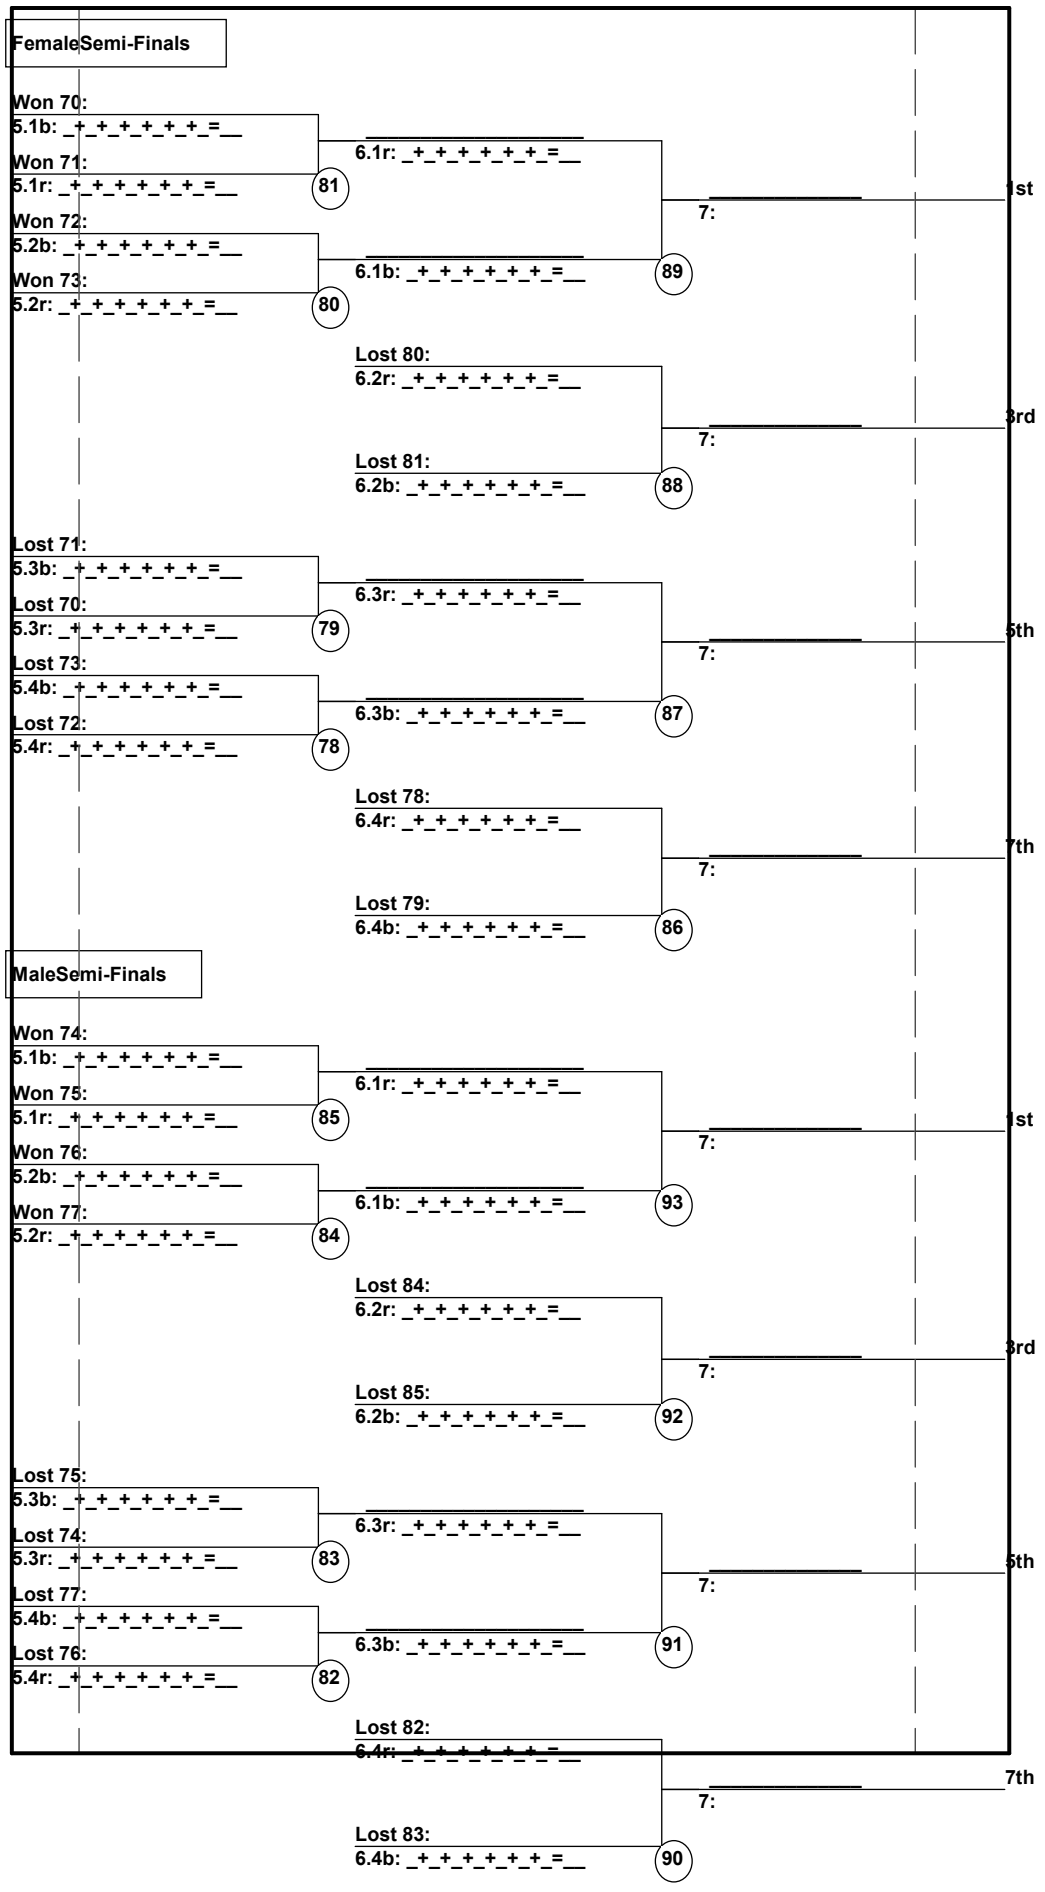 FemaleSemi-Finals
Won 70:
5.1b: _+_+_+_+_+_+_=__
6.1r: _+_+_+_+_+_+_=__
Won 71:
5.1r: _+_+_+_+_+_+_=__
81
1st
7:
Won 72:
5.2b: _+_+_+_+_+_+_=__
6.1b: _+_+_+_+_+_+_=__
89
Won 73:
5.2r: _+_+_+_+_+_+_=__
80
Lost 80:
6.2r: _+_+_+_+_+_+_=__
3rd
7:
Lost 81:
6.2b: _+_+_+_+_+_+_=__
88
Lost 71:
5.3b: _+_+_+_+_+_+_=__
6.3r: _+_+_+_+_+_+_=__
Lost 70:
5.3r: _+_+_+_+_+_+_=__
79
5th
7:
Lost 73:
5.4b: _+_+_+_+_+_+_=__
6.3b: _+_+_+_+_+_+_=__
87
Lost 72:
5.4r: _+_+_+_+_+_+_=__
78
Lost 78:
6.4r: _+_+_+_+_+_+_=__
7th
7:
Lost 79:
6.4b: _+_+_+_+_+_+_=__
86
MaleSemi-Finals
Won 74:
5.1b: _+_+_+_+_+_+_=__
6.1r: _+_+_+_+_+_+_=__
Won 75:
5.1r: _+_+_+_+_+_+_=__
85
1st
7:
Won 76:
5.2b: _+_+_+_+_+_+_=__
6.1b: _+_+_+_+_+_+_=__
93
Won 77:
5.2r: _+_+_+_+_+_+_=__
84
Lost 84:
6.2r: _+_+_+_+_+_+_=__
3rd
7:
Lost 85:
6.2b: _+_+_+_+_+_+_=__
92
Lost 75:
5.3b: _+_+_+_+_+_+_=__
6.3r: _+_+_+_+_+_+_=__
Lost 74:
5.3r: _+_+_+_+_+_+_=__
83
5th
7:
Lost 77:
5.4b: _+_+_+_+_+_+_=__
6.3b: _+_+_+_+_+_+_=__
91
Lost 76:
5.4r: _+_+_+_+_+_+_=__
82
Lost 82:
6.4r: _+_+_+_+_+_+_=__
7th
7:
Lost 83:
6.4b: _+_+_+_+_+_+_=__
90